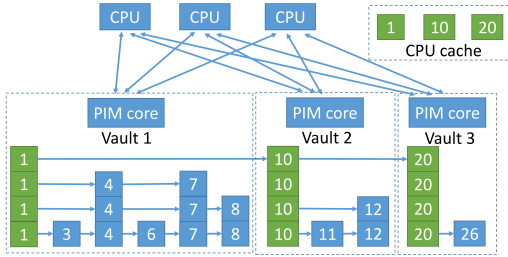 CPU CPU CPU
1 10 20
CPU cache
PIM core PIM core PIM core
Vault 1 Vault 2 Vault 3
1 10 20
1 4 7 10 20
1 4 7 8 10 12 20
1 3 4 6 7 8 10 11 12 20 26